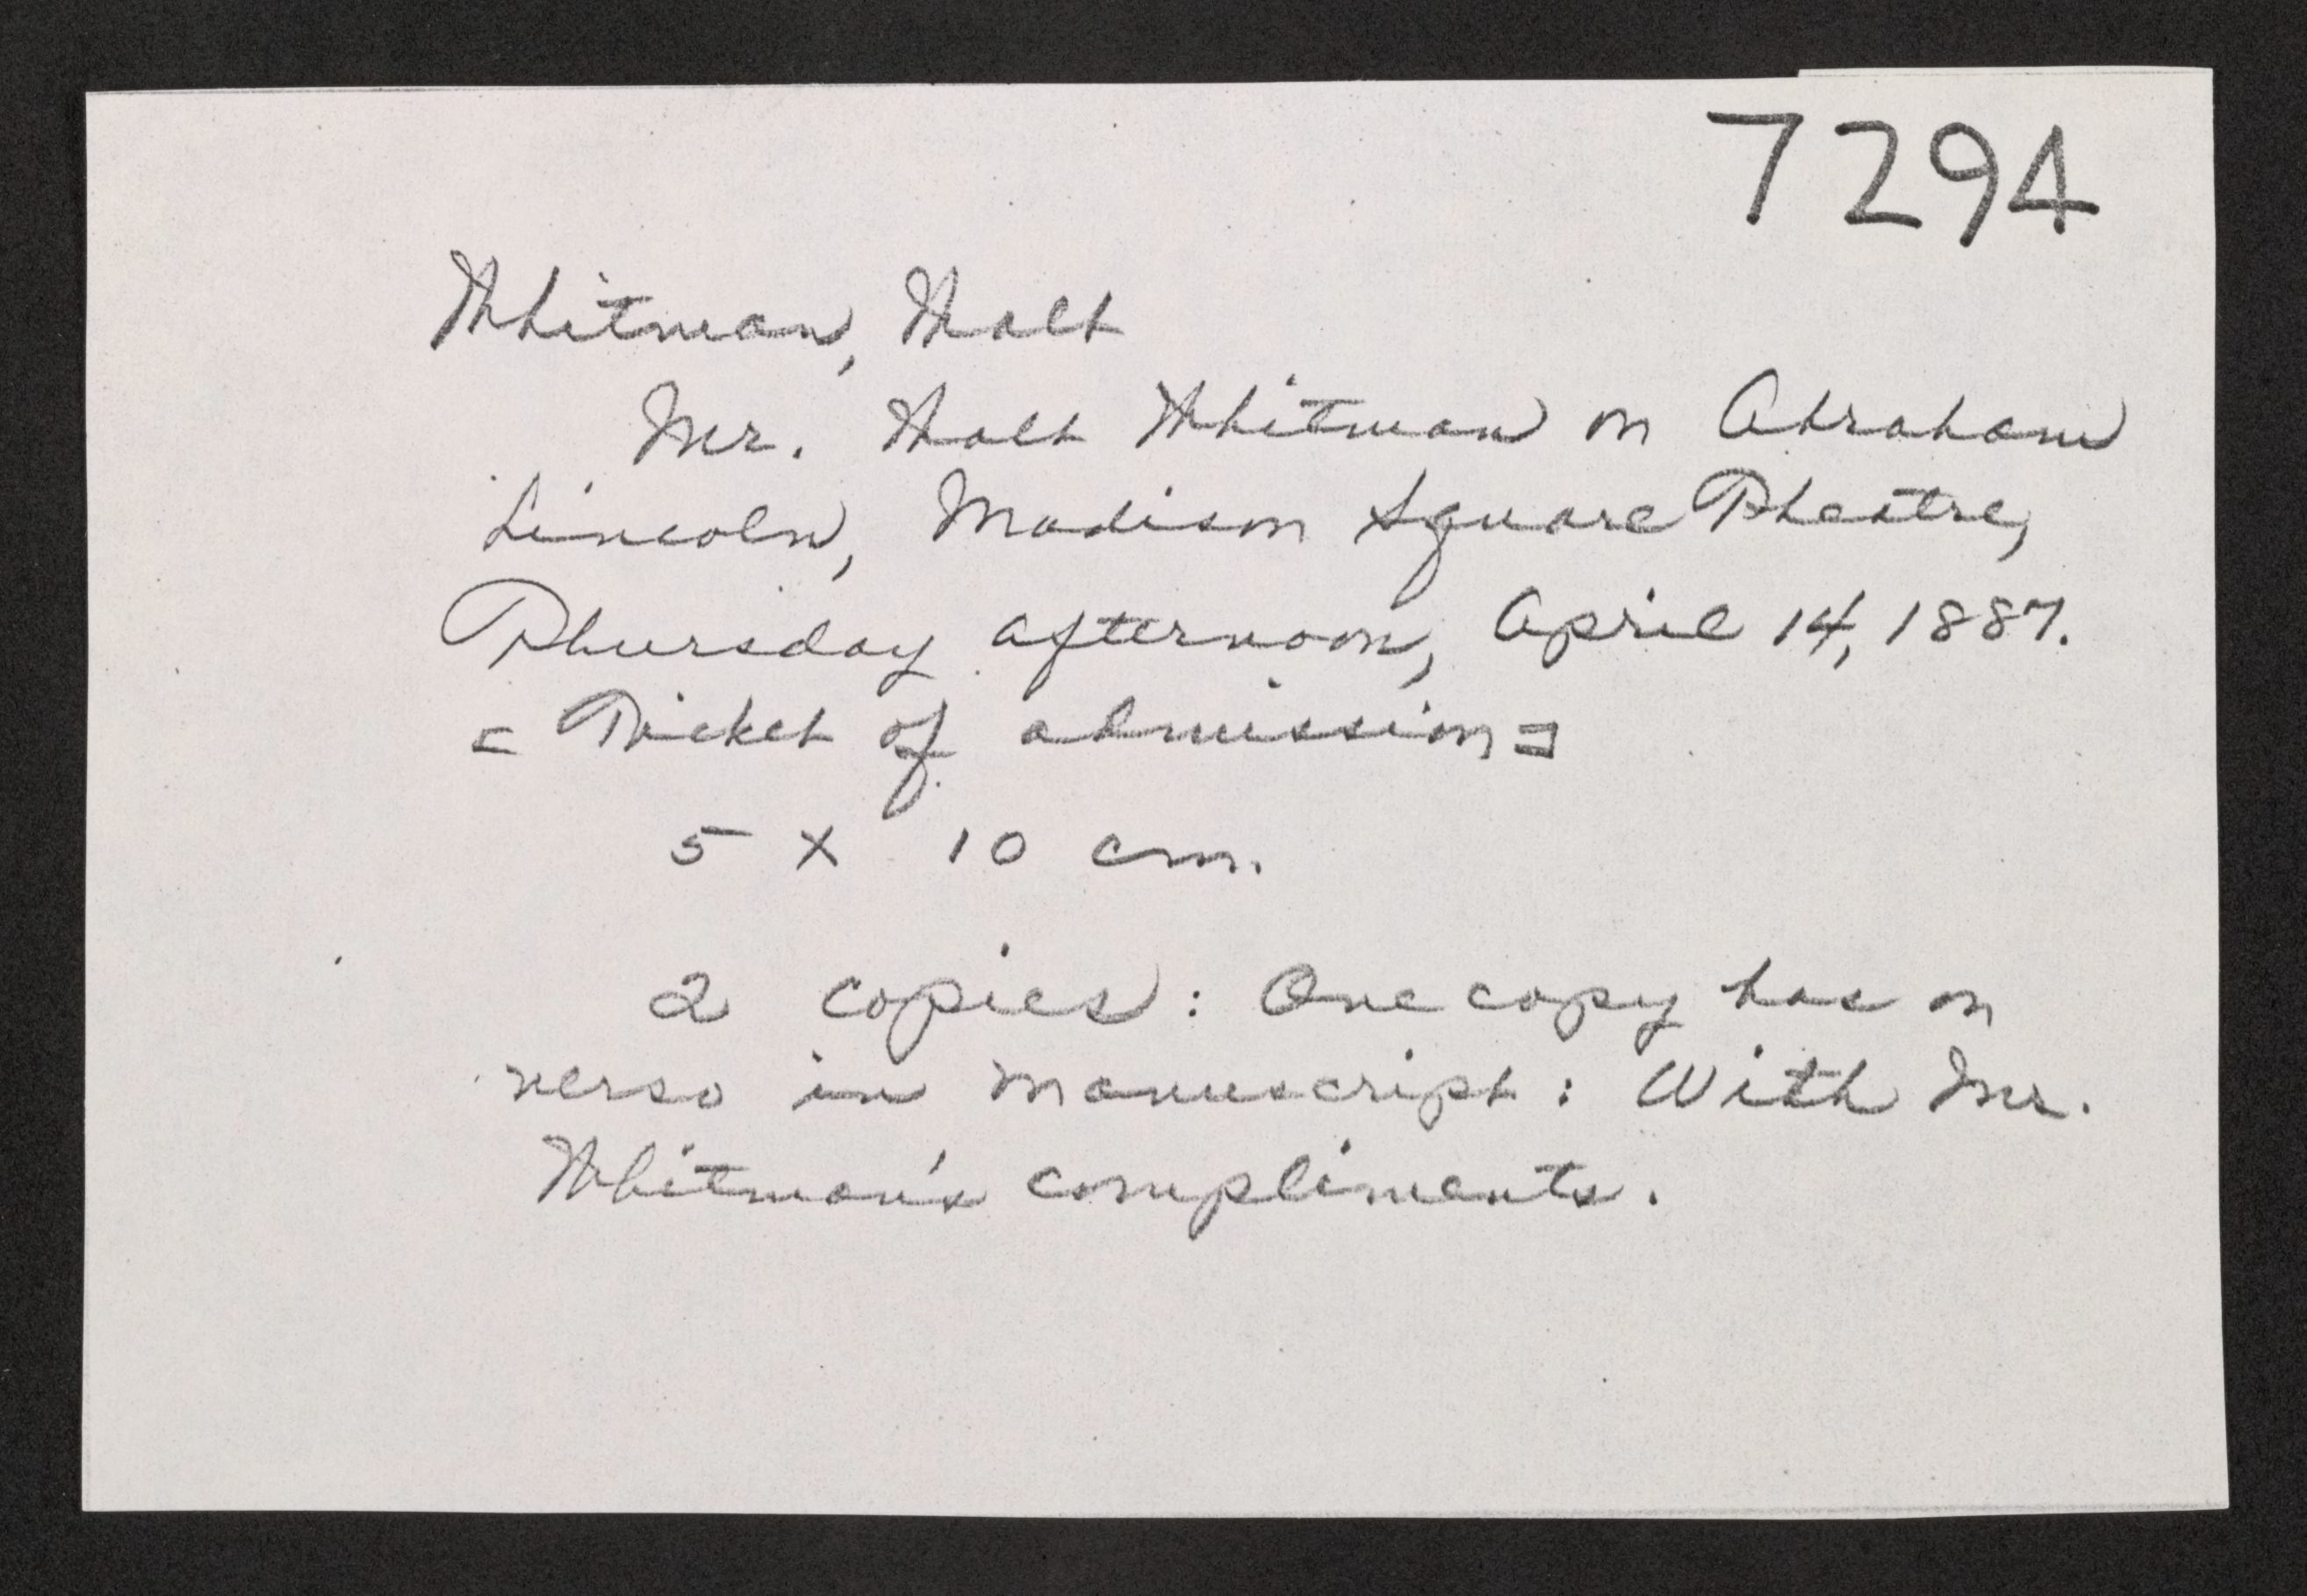 7294
Whitman, Walt
Mr. Walt Whitman on Abraham
Lincoln, Madison Square Theatre,
Thursday afternoon, April 14, 1887.
[Ticket of admission]
5 x 10 cm.
2 copies: One copy has on
verso in manuscript: With Mr.
Whitman's compliments.